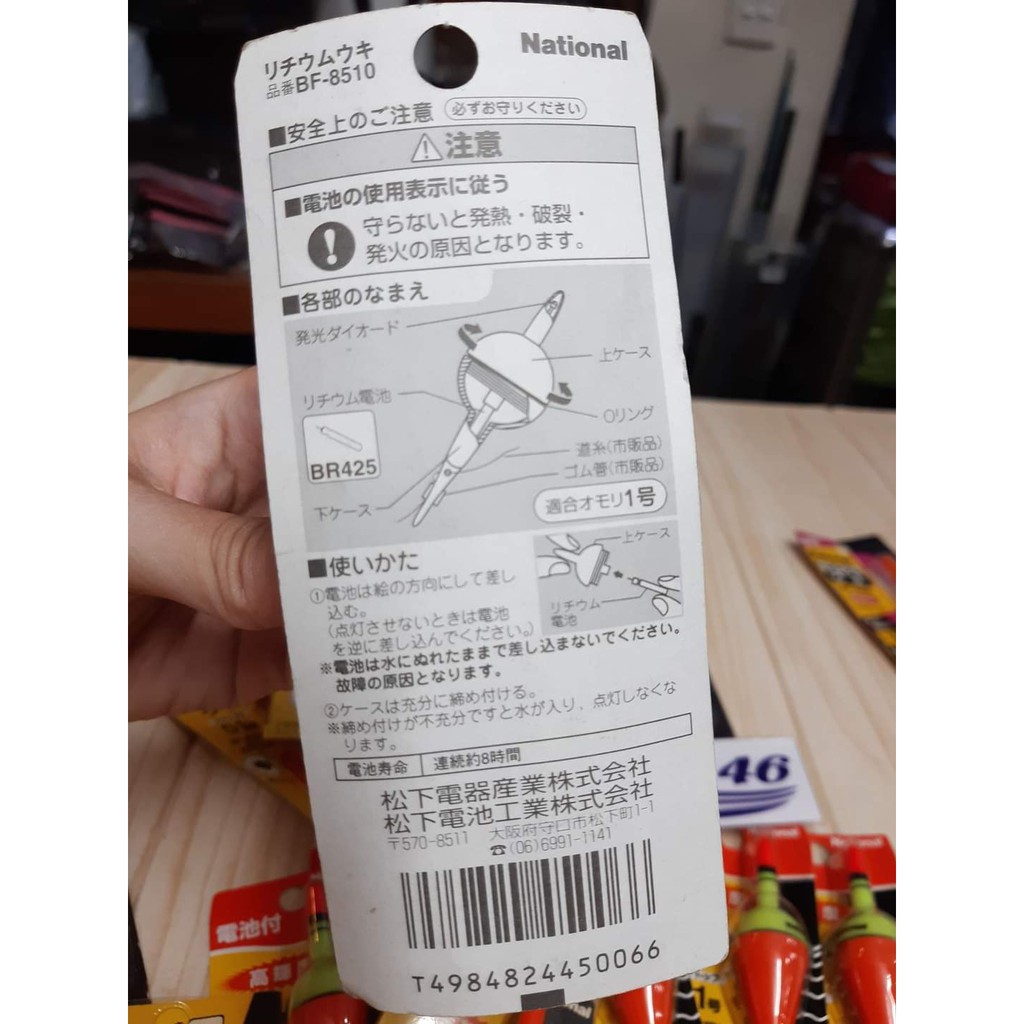 リチウムウキ
品番BF-8510
National
■安全上のご注意 必ずお守りください
⚠注意
■電池の使用表示に従う
守らないと発熱・破裂・
発火の原因となります。
■各部のなまえ
発光ダイオード
上ケース
リチウム電池
BR425
Oリング
道糸(市販品)
ゴム管(市販品)
下ケース
適合オモリ1号
■使いかた
①電池は絵の方向にして差し
込む。
(点灯させないときは電池
を逆に差し込んでください。)
上ケース
リチウム
電池
※電池は水にぬれたままで差し込まないでください。
故障の原因となります。
②ケースは充分に締め付ける。
※締め付けが不充分ですと水が入り、点灯しなくな
ります。
電池寿命 連続約8時間
松下電器産業株式会社
松下電池工業株式会社
〒570-8511 大阪府守口市松下町1-1
☎(06)6991-1141
T4984824450066
46
電池付
高輝
National
1号